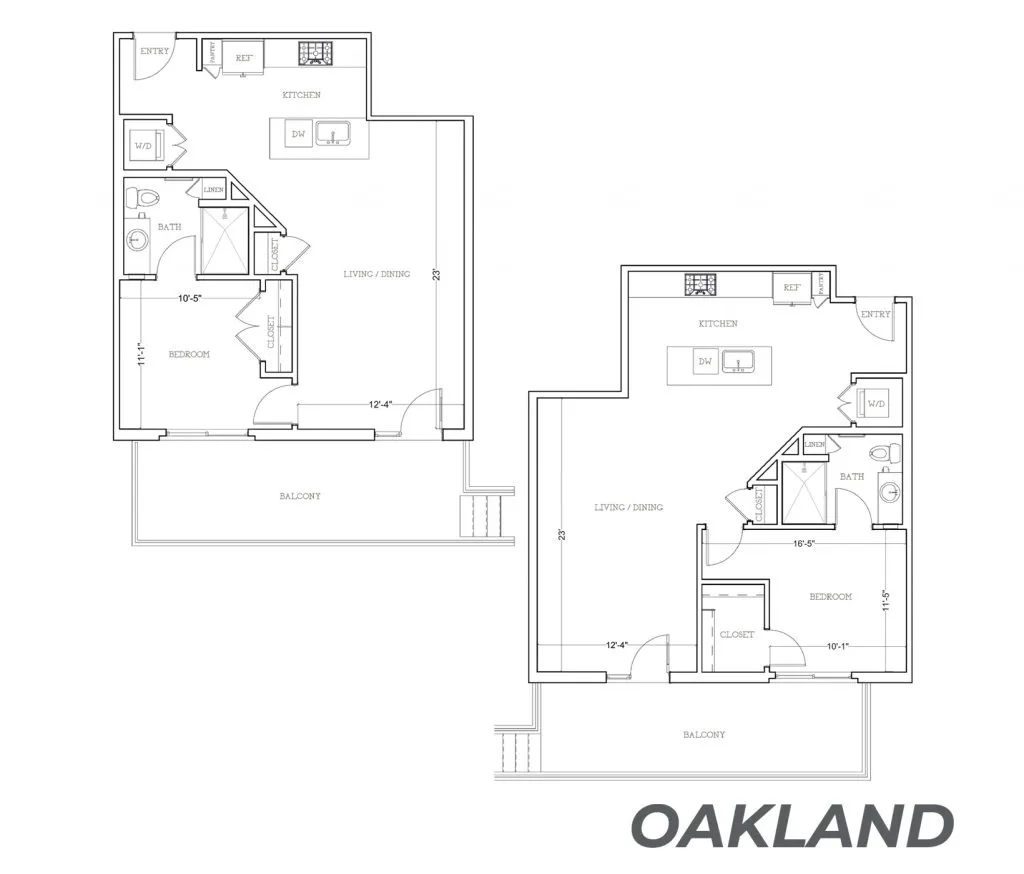 ENTRY
PANTRY
REF
KITCHEN
DW
W/D
LINEN
BATH
CLOSET
LIVING / DINING
23'
10'-5"
CLOSET
11'-1"
BEDROOM
12'-4"
BALCONY
REF
PANTRY
ENTRY
KITCHEN
DW
W/D
LINEN
BATH
CLOSET
LIVING / DINING
23'
16'-5"
BEDROOM
11'-5"
CLOSET
12'-4"
10'-1"
BALCONY
OAKLAND